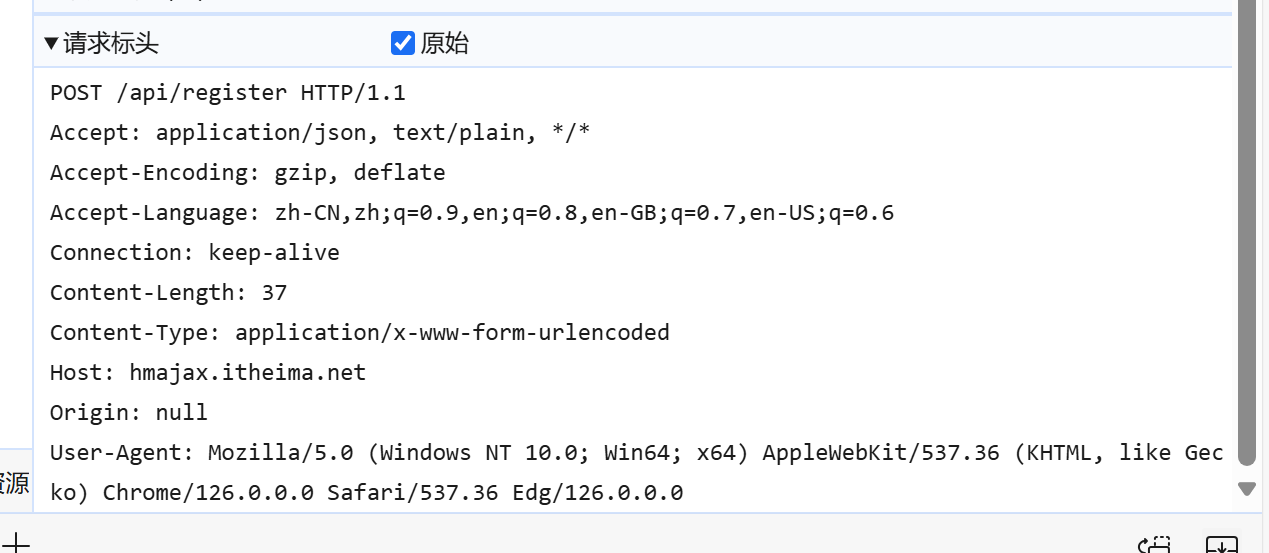 请求标头
原始
POST /api/register HTTP/1.1
Accept: application/json, text/plain, */*
Accept-Encoding: gzip, deflate
Accept-Language: zh-CN,zh;q=0.9,en;q=0.8,en-GB;q=0.7,en-US;q=0.6
Connection: keep-alive
Content-Length: 37
Content-Type: application/x-www-form-urlencoded
Host: hmajax.itheima.net
Origin: null
User-Agent: Mozilla/5.0 (Windows NT 10.0; Win64; x64) AppleWebKit/537.36 (KHTML, like Gec
ko) Chrome/126.0.0.0 Safari/537.36 Edg/126.0.0.0
源